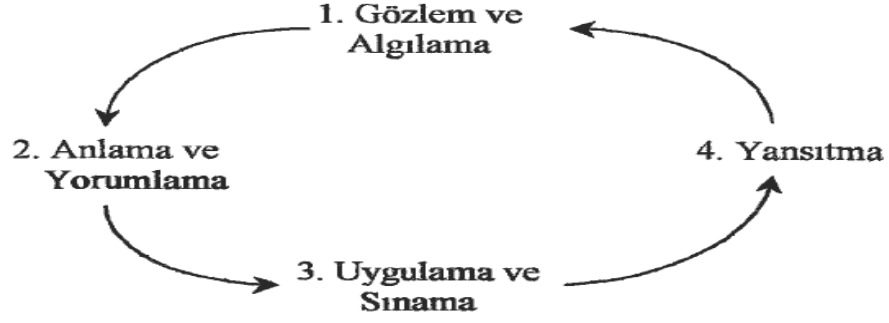 1. Gözlem ve
Algılama
2. Anlama ve
Yorumlama
4. Yansıtma
3. Uygulama ve
Sınama